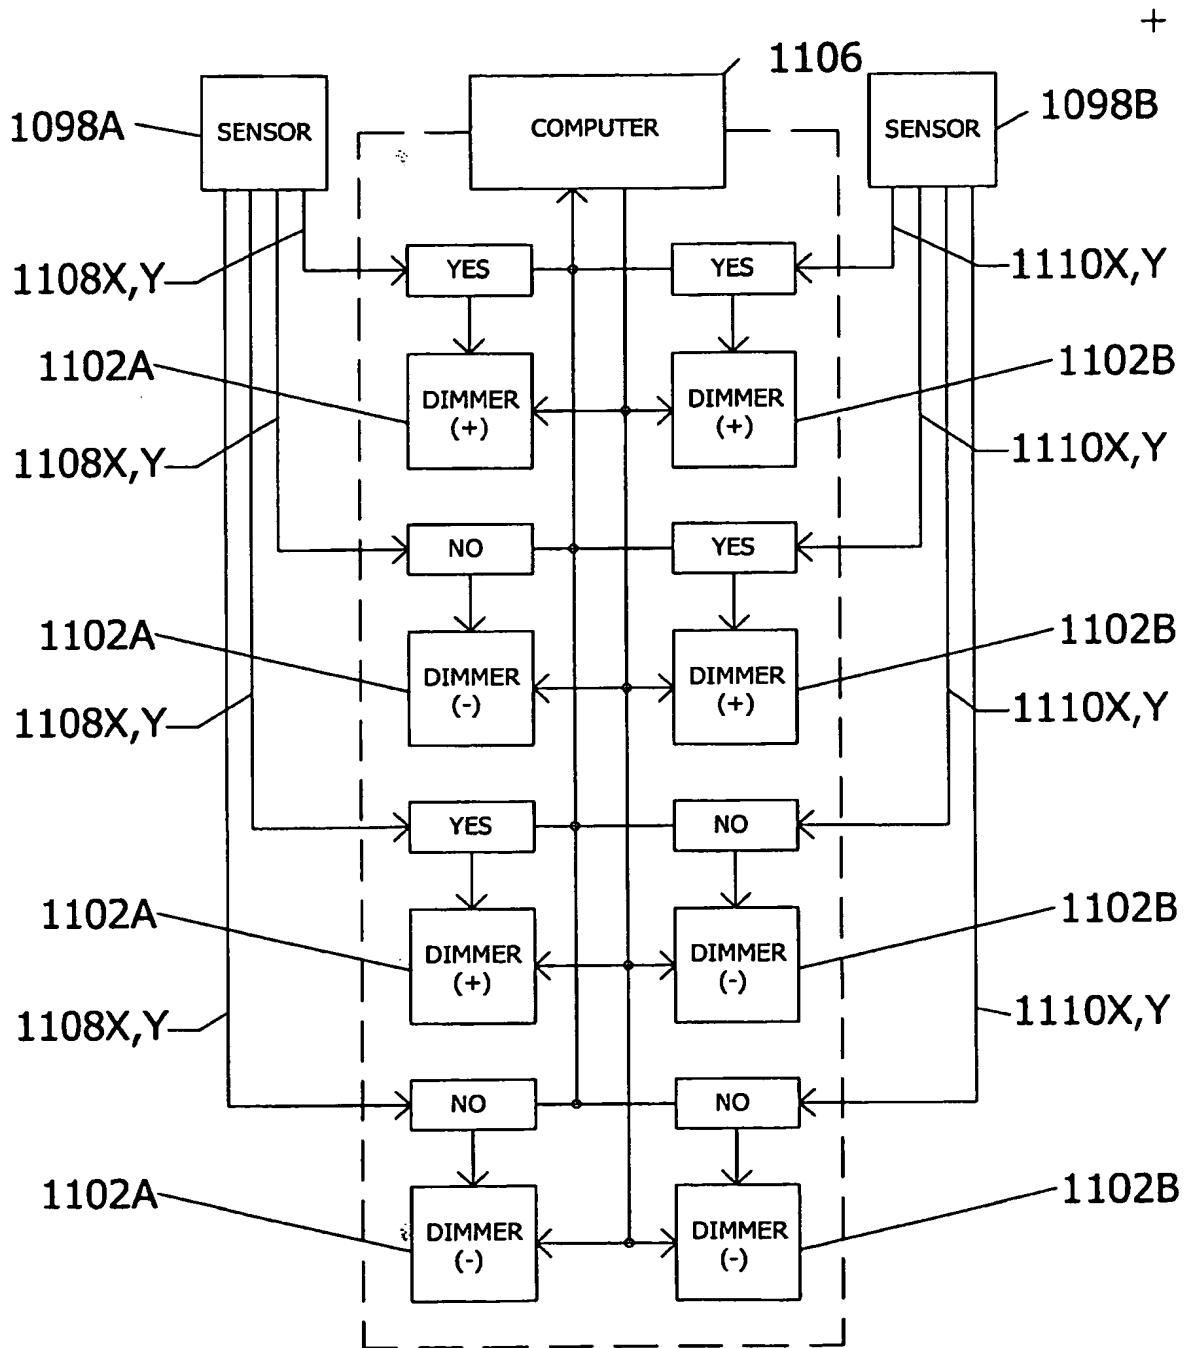 +
1106
1098A
SENSOR
COMPUTER
SENSOR
1098B
1108X,Y
YES
YES
1110X,Y
1102A
DIMMER
(+)
DIMMER
(+)
1102B
1108X,Y
1110X,Y
NO
YES
1102A
DIMMER
(-)
DIMMER
(+)
1102B
1108X,Y
1110X,Y
YES
NO
1102A
DIMMER
(+)
DIMMER
(-)
1102B
1108X,Y
1110X,Y
NO
NO
1102A
DIMMER
(-)
DIMMER
(-)
1102B